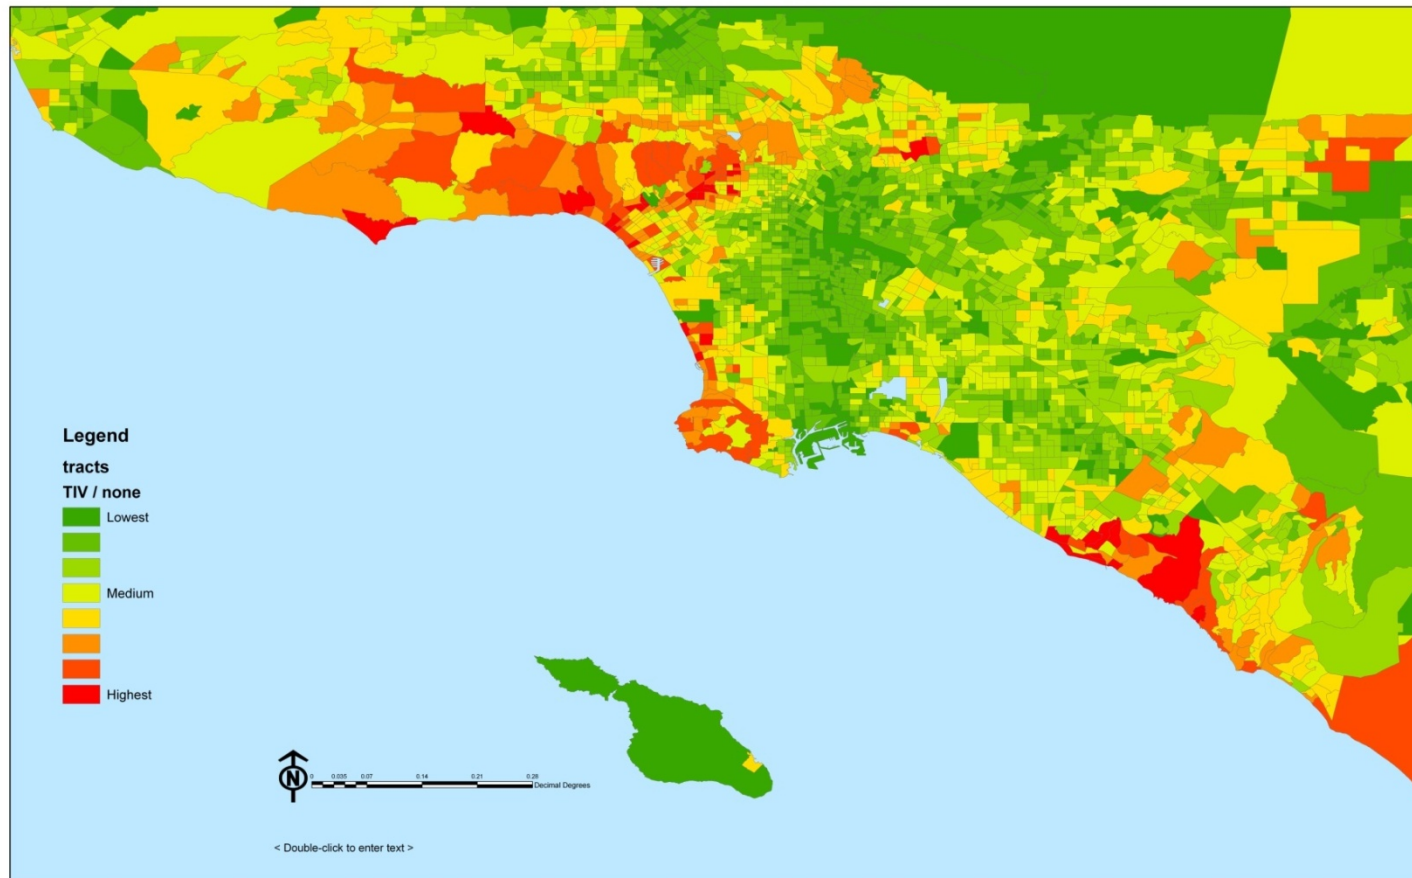 Legend
tracts
TIV / none
Lowest
Medium
Highest
N
0 0.035 0.07 0.14 0.21 0.28
Decimal Degrees
< Double-click to enter text >